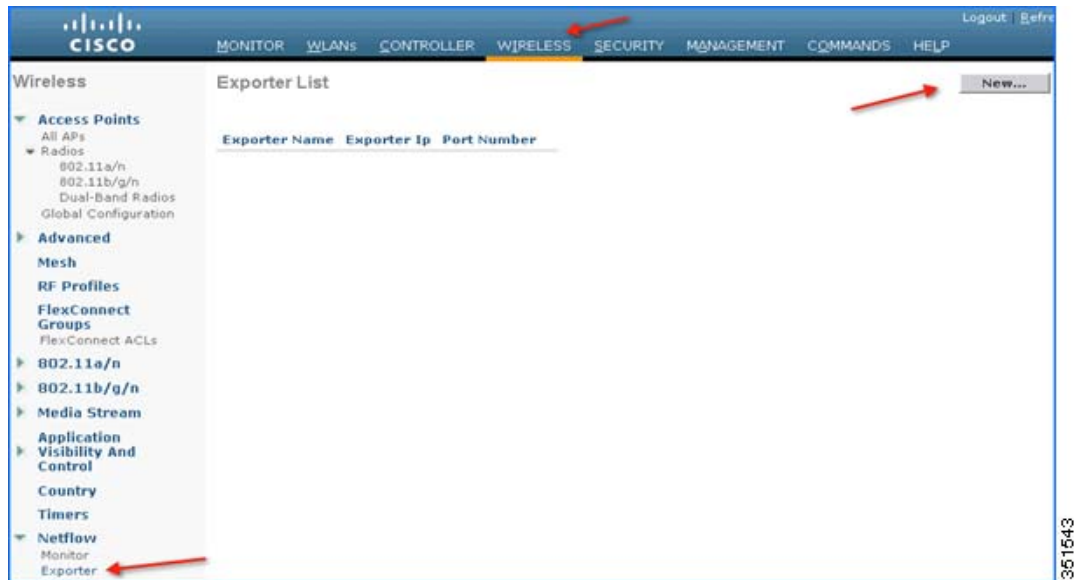 Logout Refre
CISCO
MONITOR WLANs CONTROLLER WIRELESS SECURITY MANAGEMENT COMMANDS HELP
Wireless
Access Points
All APs
Radios
802.11a/n
802.11b/g/n
Dual-Band Radios
Global Configuration
Advanced
Mesh
RF Profiles
FlexConnect
Groups
FlexConnect ACLs
802.11a/n
802.11b/g/n
Media Stream
Application
Visibility And
Control
Country
Timers
Netflow
Monitor
Exporter
Exporter List
New...
Exporter Name Exporter Ip Port Number
351543